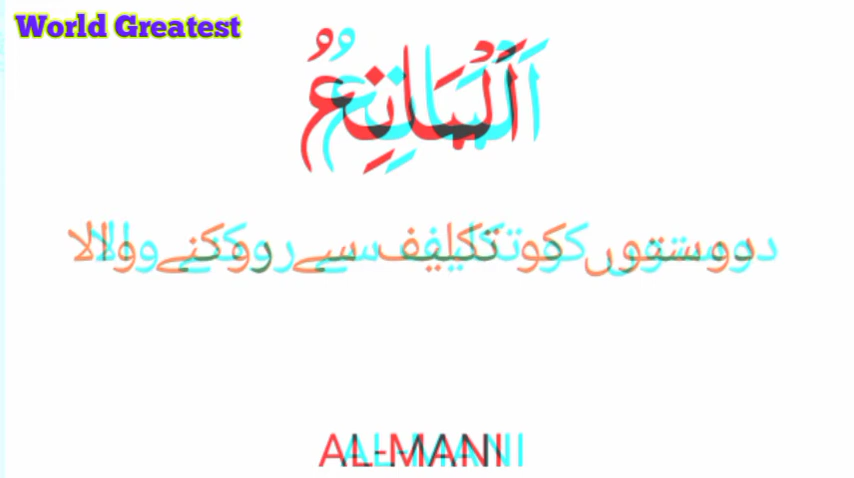 World Greatest
اَلْمَانِعُ
دوستوں کو تکلیف سے روکنے والا
AL-MANI